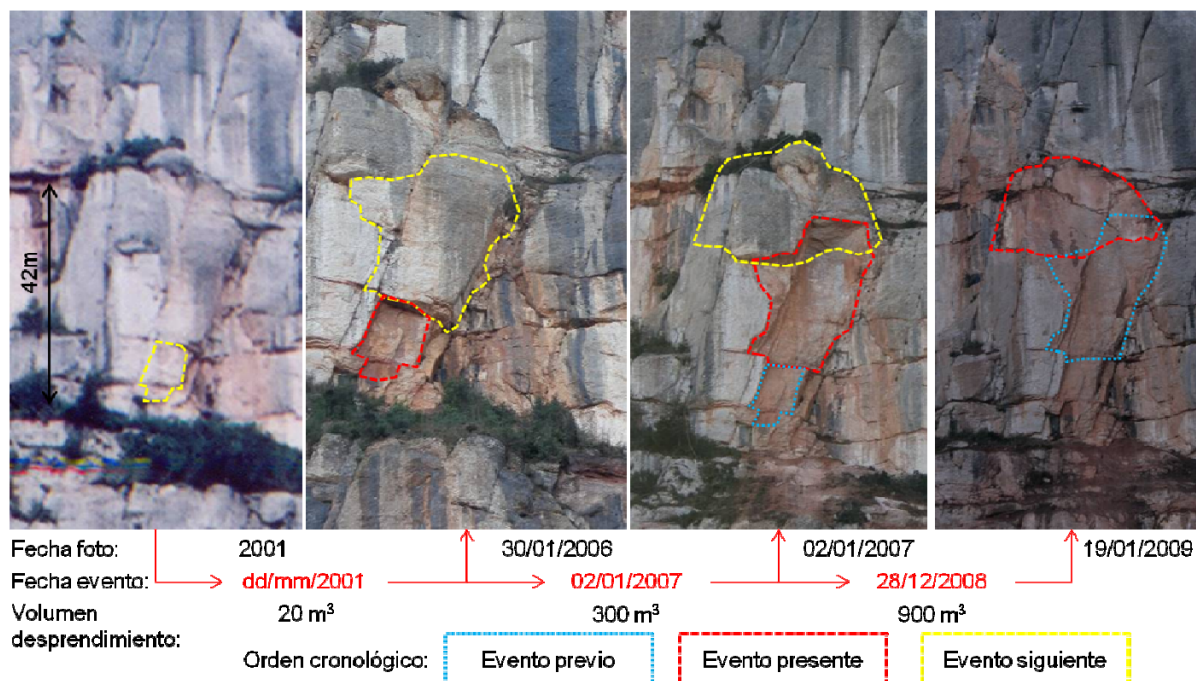 42m
Fecha foto: 2001 30/01/2006 02/01/2007 19/01/2009
Fecha evento: dd/mm/2001 02/01/2007 28/12/2008
Volumen 20 m³ 300 m³ 900 m³
desprendimiento:
Orden cronológico: Evento previo Evento presente Evento siguiente